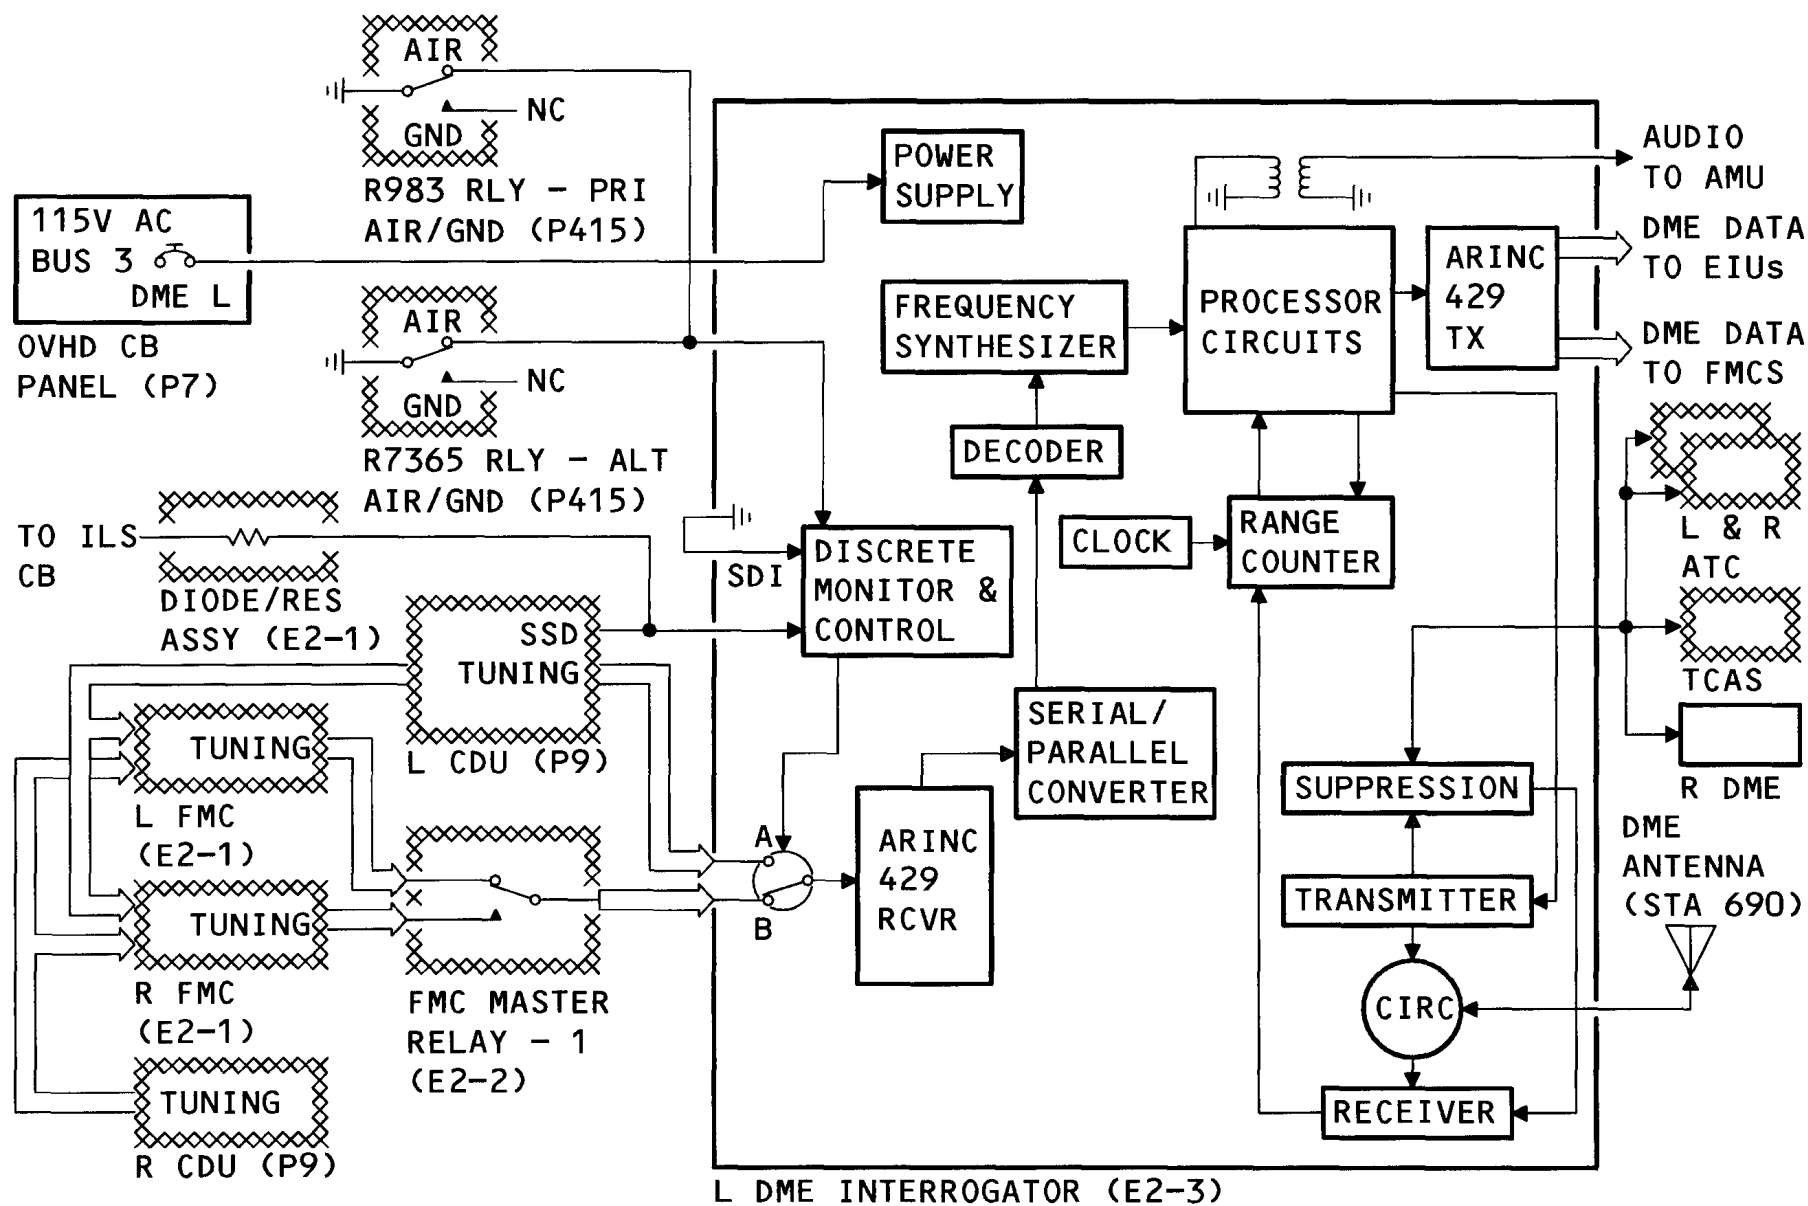 AIR
NC
GND
R983 RLY - PRI
AIR/GND (P415)
115V AC
BUS 3
DME L
OVHD CB
PANEL (P7)
AIR
NC
GND
R7365 RLY - ALT
AIR/GND (P415)
TO ILS
CB
DIODE/RES
ASSY (E2-1)
SSD
TUNING
L CDU (P9)
TUNING
L FMC
(E2-1)
TUNING
R FMC
(E2-1)
TUNING
R CDU (P9)
FMC MASTER
RELAY - 1
(E2-2)
POWER
SUPPLY
FREQUENCY
SYNTHESIZER
DECODER
SDI
DISCRETE
MONITOR &
CONTROL
SERIAL/
PARALLEL
CONVERTER
A
B
ARINC
429
RCVR
PROCESSOR
CIRCUITS
ARINC
429
TX
CLOCK
RANGE
COUNTER
SUPPRESSION
TRANSMITTER
CIRC
RECEIVER
L DME INTERROGATOR (E2-3)
AUDIO
TO AMU
DME DATA
TO EIUs
DME DATA
TO FMCS
L & R
ATC
TCAS
R DME
DME
ANTENNA
(STA 690)